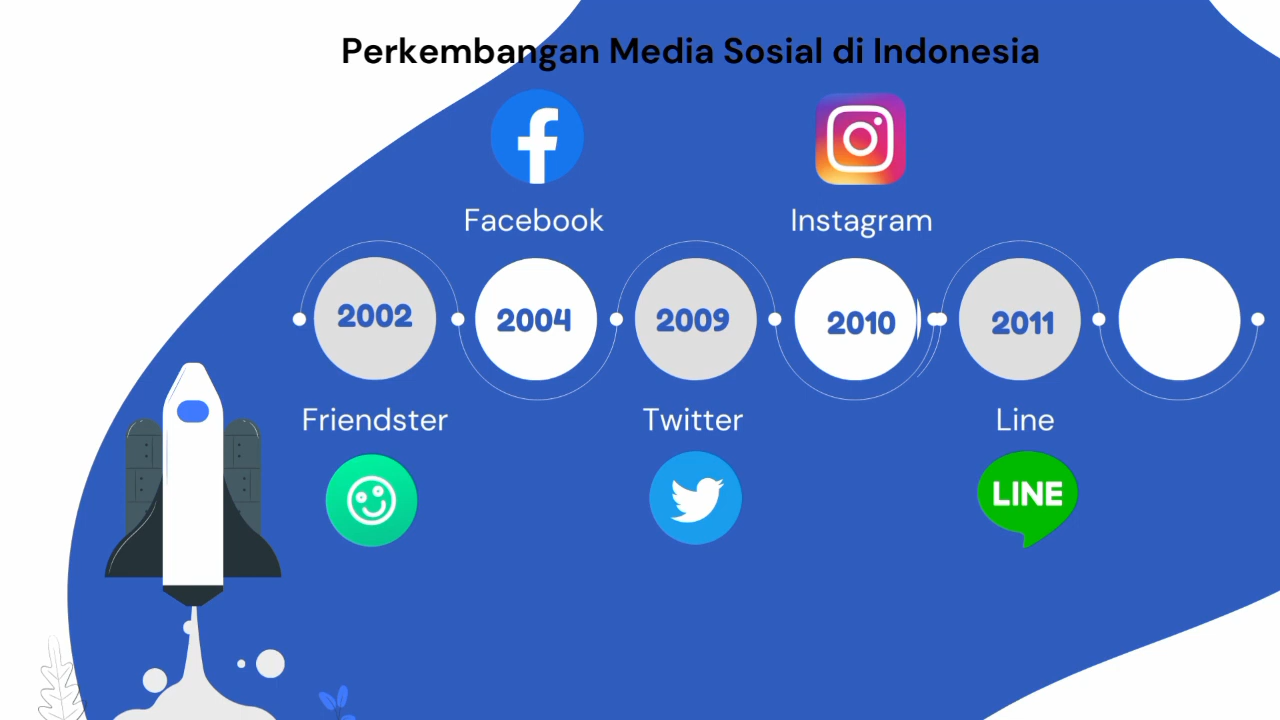 Perkembangan Media Sosial di Indonesia
Facebook
Instagram
2002
2004
2009
2010
2011
Friendster
Twitter
Line
LINE